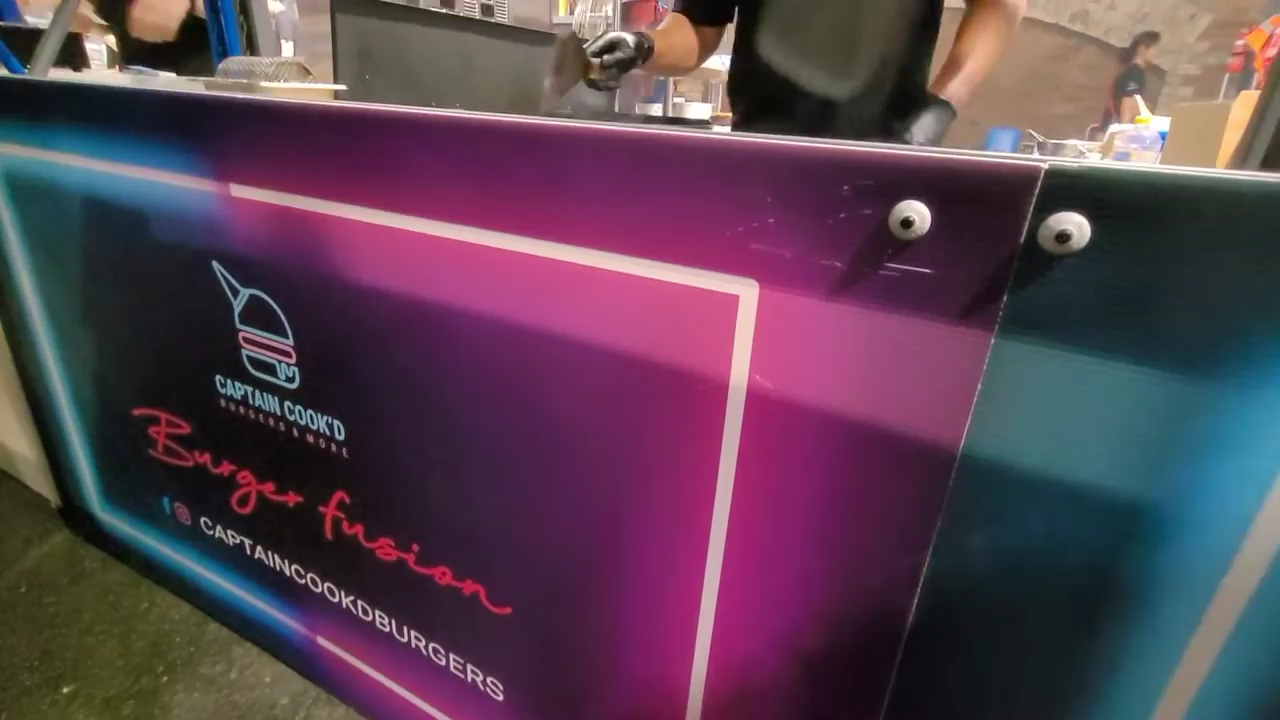 CAPTAIN COOK'D
BURGERS & MORE
Burger fusion
CAPTAINCOOKDBURGERS